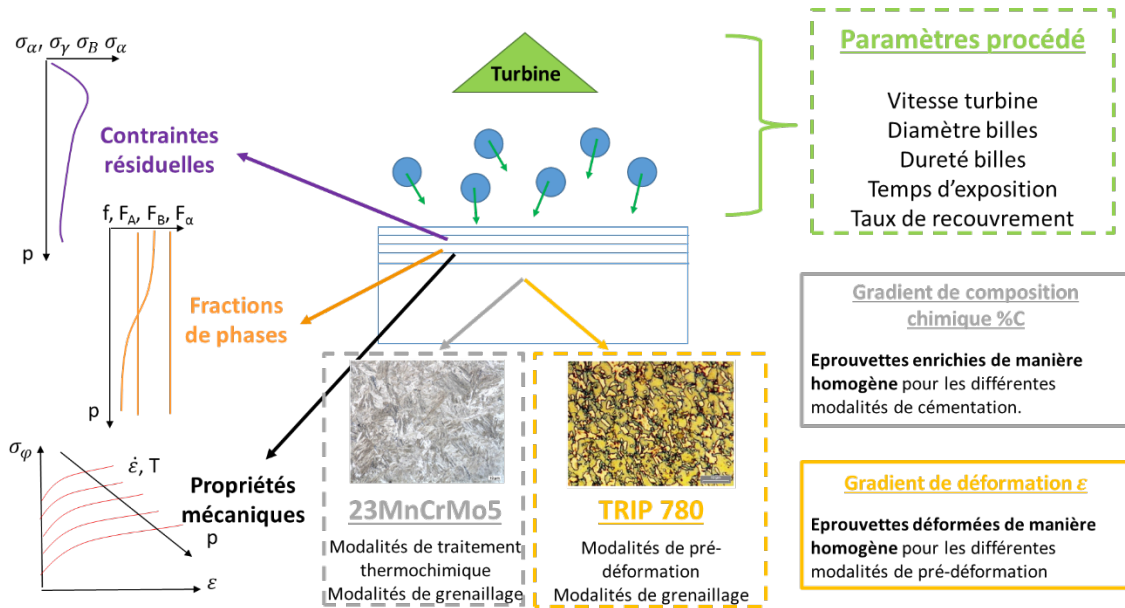 σα, σγ σB σα
p
Contraintes
résiduelles
f, FA, FB, Fα
p
Fractions
de phases
σφ
ε̇, T
p
ε
Propriétés
mécaniques
Turbine
Paramètres procédé
Vitesse turbine
Diamètre billes
Dureté billes
Temps d’exposition
Taux de recouvrement
23MnCrMo5
Modalités de traitement
thermochimique
Modalités de grenaillage
TRIP 780
Modalités de pré-
déformation
Modalités de grenaillage
Gradient de composition
chimique %C
Eprouvettes enrichies de manière
homogène pour les différentes
modalités de cémentation.
Gradient de déformation ε
Eprouvettes déformées de manière
homogène pour les différentes
modalités de pré-déformation